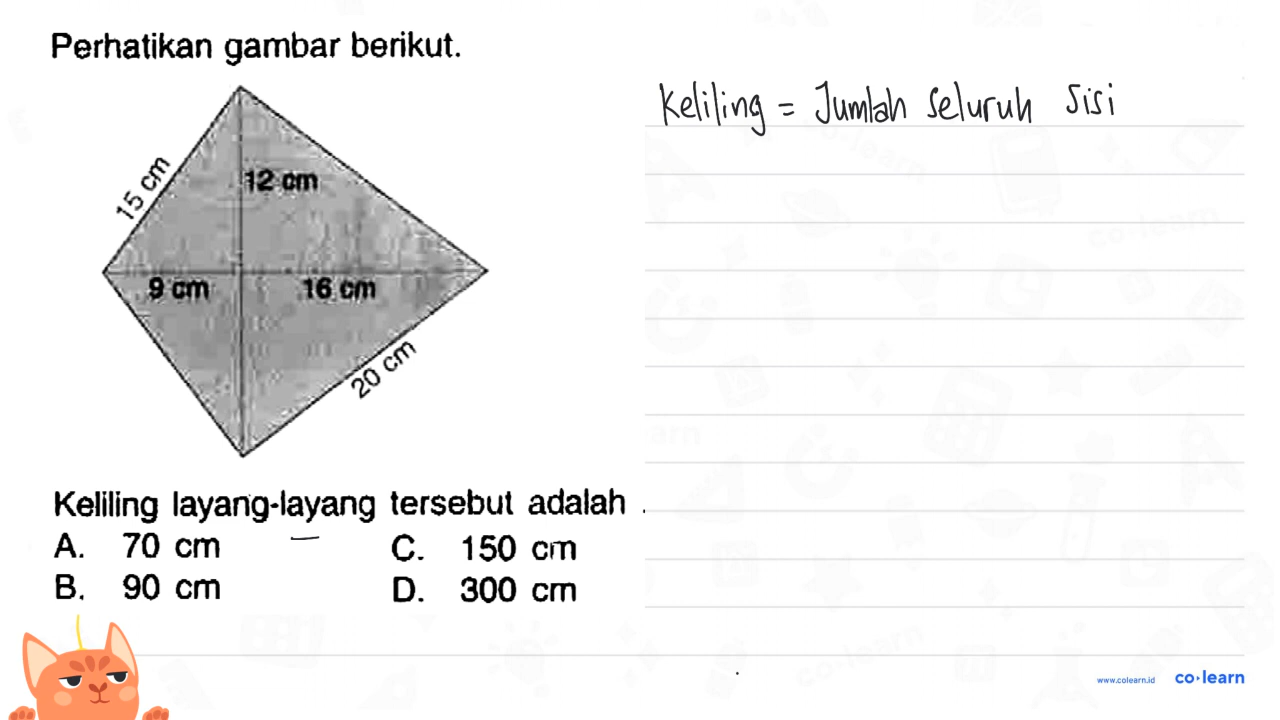 Perhatikan gambar berikut.
Keliling = Jumlah Seluruh Sisi
15 cm
12 cm
9 cm
16 cm
20 cm
Keliling layang-layang tersebut adalah .
A. 70 cm
C. 150 cm
B. 90 cm
D. 300 cm
www.colearn.id
co·learn